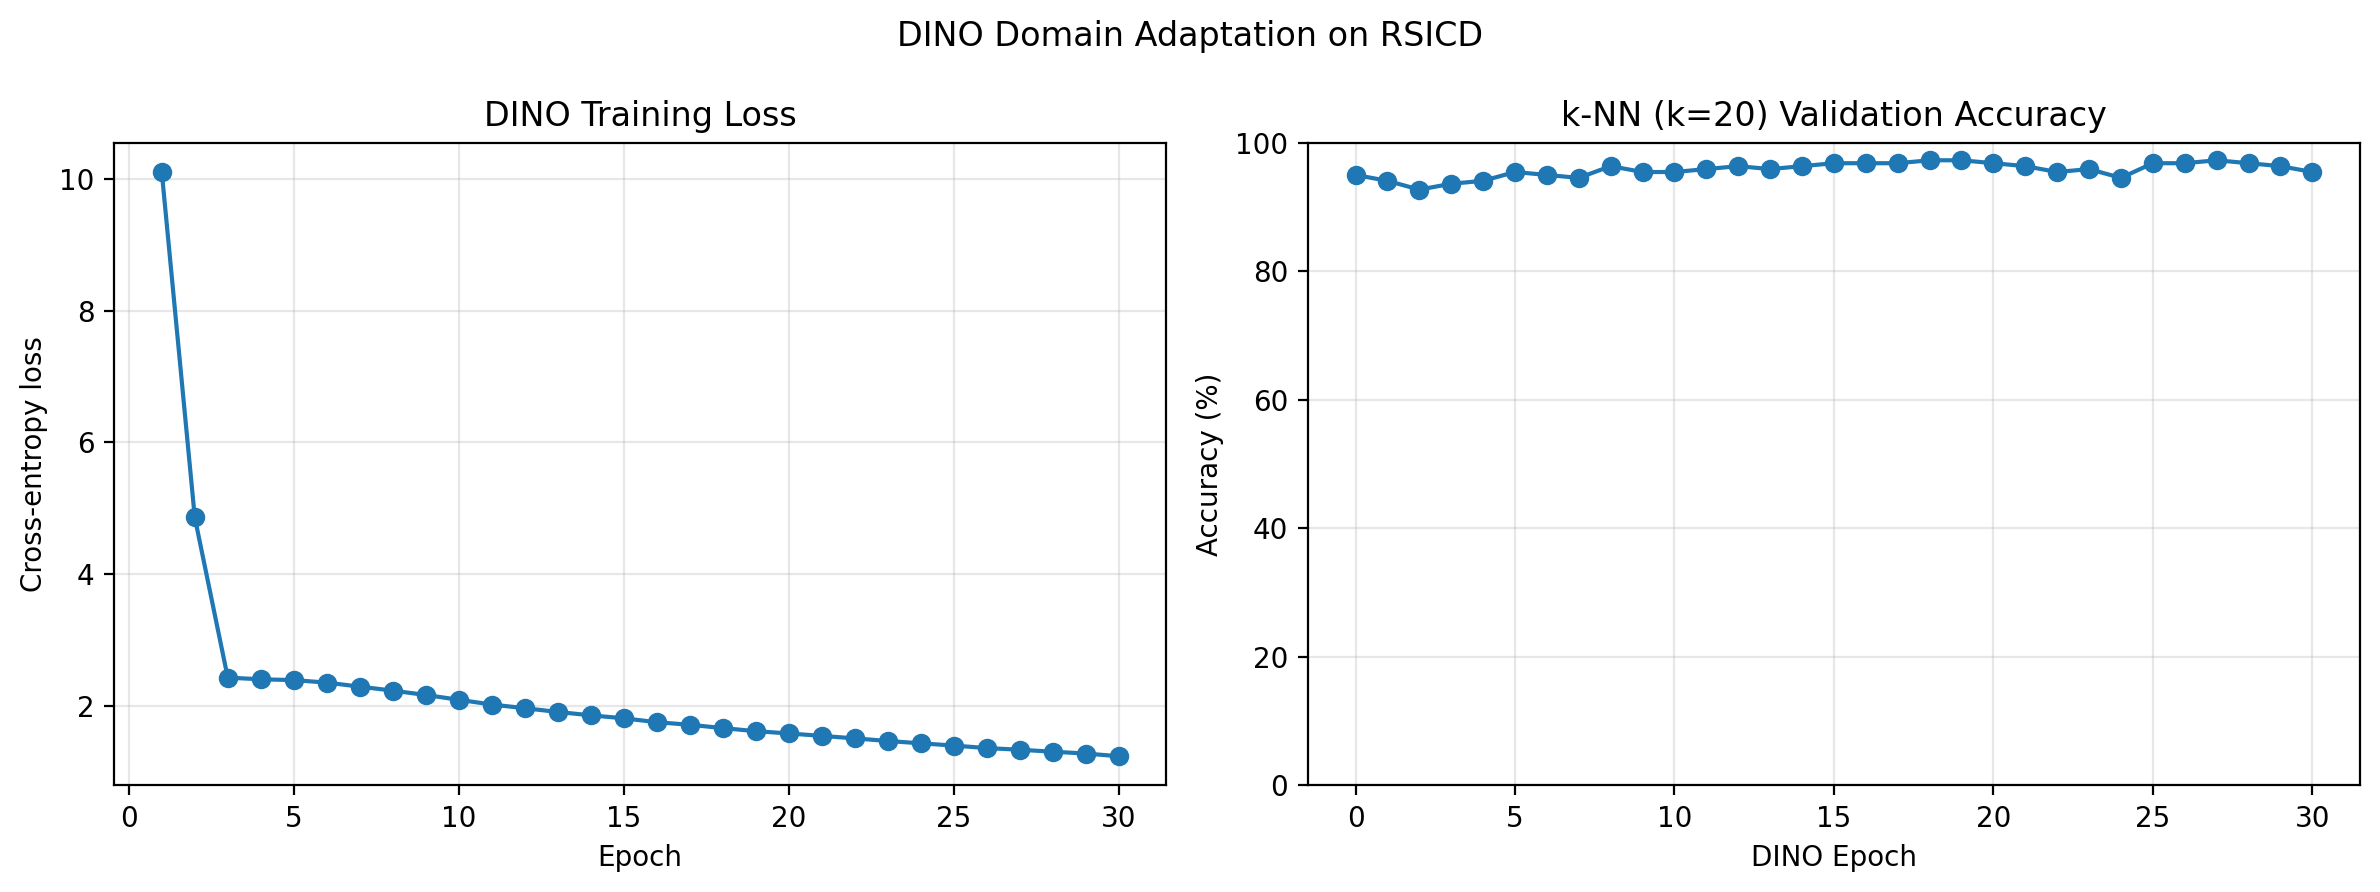 DINO Domain Adaptation on RSICD
DINO Training Loss
Cross-entropy loss
10
8
6
4
2
0 5 10 15 20 25 30
Epoch
k-NN (k=20) Validation Accuracy
Accuracy (%)
100
80
60
40
20
0
0 5 10 15 20 25 30
DINO Epoch